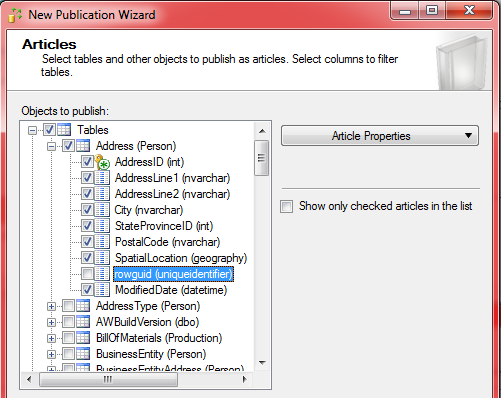 New Publication Wizard
Articles
Select tables and other objects to publish as articles. Select columns to filter
tables.
Objects to publish:
Tables
Address (Person)
AddressID (int)
AddressLine1 (nvarchar)
AddressLine2 (nvarchar)
City (nvarchar)
StateProvinceID (int)
PostalCode (nvarchar)
SpatialLocation (geography)
rowguid (uniqueidentifier)
ModifiedDate (datetime)
AddressType (Person)
AWBuildVersion (dbo)
BillOfMaterials (Production)
BusinessEntity (Person)
BusinessEntityAddress (Person)
Article Properties
Show only checked articles in the list